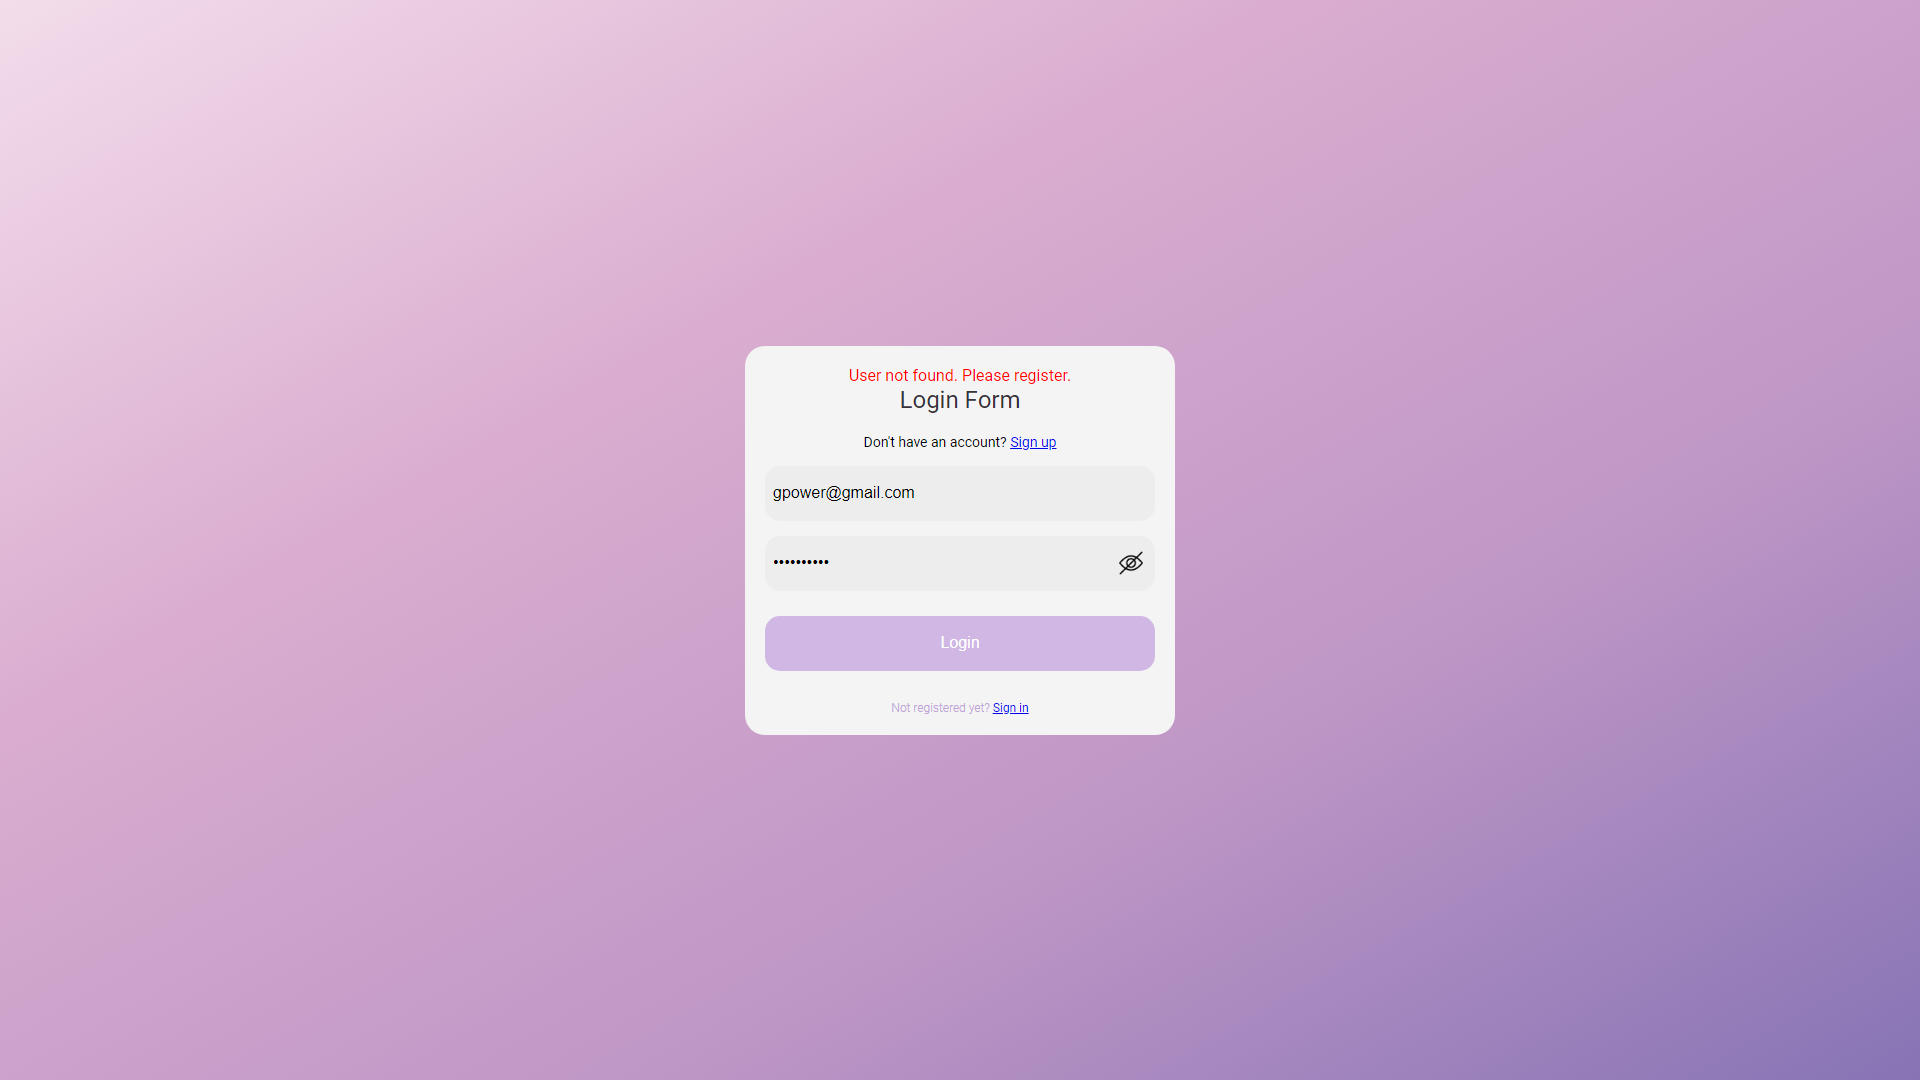 User not found. Please register.
Login Form
Don't have an account? Sign up
gpower@gmail.com
••••••••••
Login
Not registered yet? Sign in